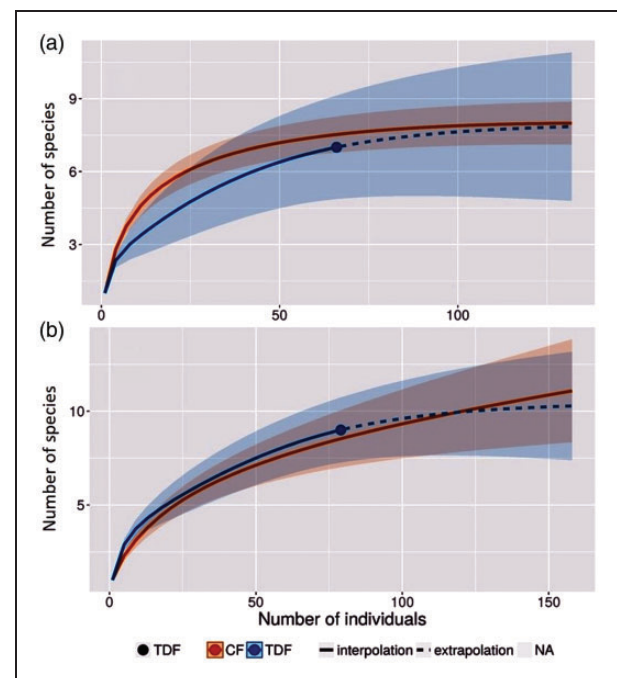 (a)
Number of species
9
6
3
0
50
100
(b)
Number of species
10
5
0
50
100
150
Number of individuals
TDF CF TDF interpolation extrapolation NA